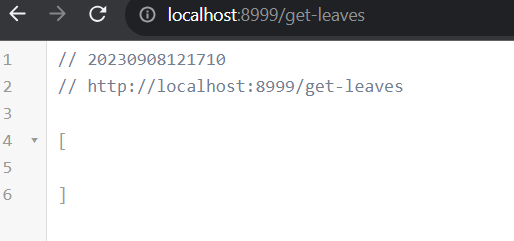 localhost:8999/get-leaves
1 // 20230908121710
2 // http://localhost:8999/get-leaves
3
4 [
5
6 ]